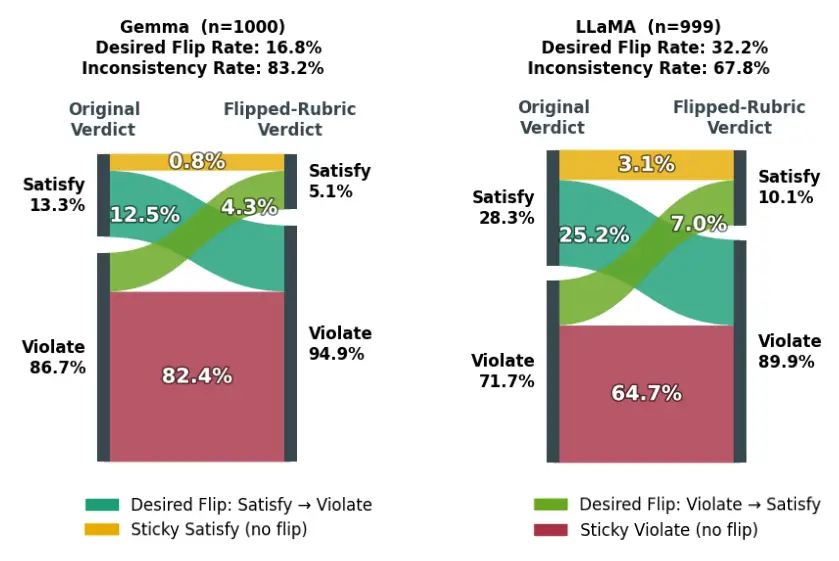 Gemma (n=1000)
Desired Flip Rate: 16.8%
Inconsistency Rate: 83.2%
Original
Verdict
Flipped-Rubric
Verdict
Satisfy
13.3%
Violate
86.7%
0.8%
12.5%
4.3%
82.4%
Satisfy
5.1%
Violate
94.9%
LLaMA (n=999)
Desired Flip Rate: 32.2%
Inconsistency Rate: 67.8%
Original
Verdict
Flipped-Rubric
Verdict
Satisfy
28.3%
Violate
71.7%
3.1%
25.2%
7.0%
64.7%
Satisfy
10.1%
Violate
89.9%
Desired Flip: Satisfy → Violate
Sticky Satisfy (no flip)
Desired Flip: Violate → Satisfy
Sticky Violate (no flip)